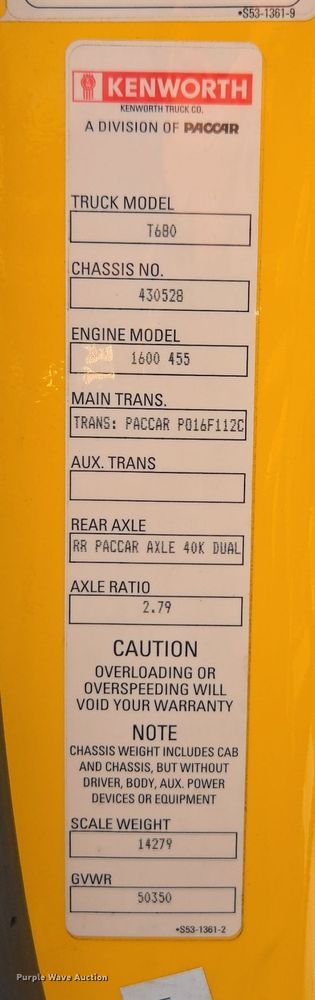 •S53-1361-9
KENWORTH
KENWORTH TRUCK CO.
A DIVISION OF PACCAR
TRUCK MODEL
T680
CHASSIS NO.
430528
ENGINE MODEL
1600 455
MAIN TRANS.
TRANS: PACCAR PO16F112C
AUX. TRANS
REAR AXLE
RR PACCAR AXLE 40K DUAL
AXLE RATIO
2.79
CAUTION
OVERLOADING OR
OVERSPEEDING WILL
VOID YOUR WARRANTY
NOTE
CHASSIS WEIGHT INCLUDES CAB
AND CHASSIS, BUT WITHOUT
DRIVER, BODY, AUX. POWER
DEVICES OR EQUIPMENT
SCALE WEIGHT
14279
GVWR
50350
•S53-1361-2
Purple Wave Auction